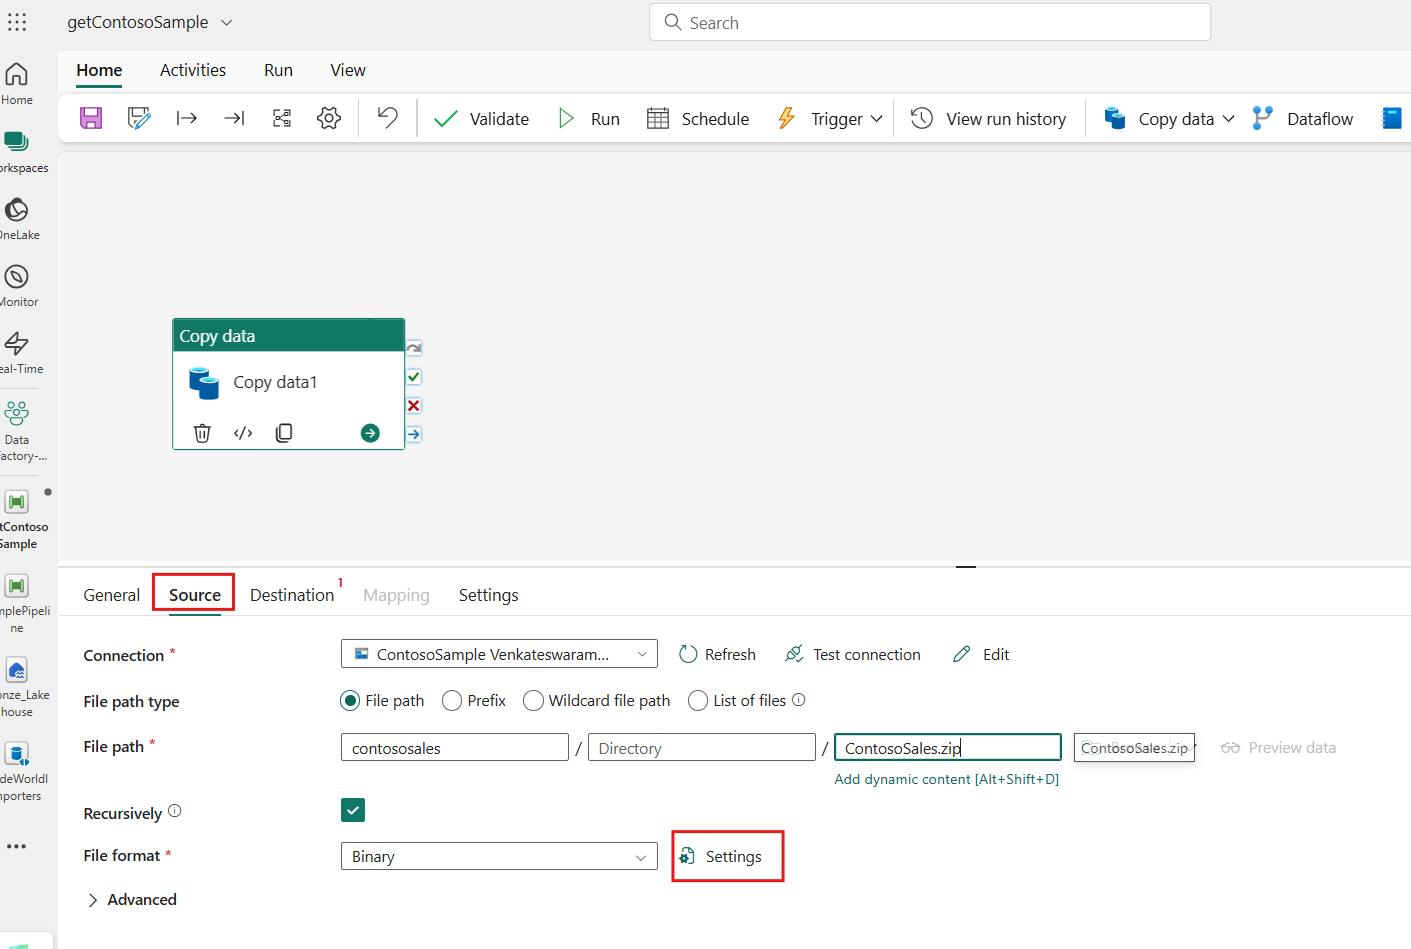 getContosoSample
Search
Home Activities Run View
Validate Run Schedule Trigger View run history Copy data Dataflow
Home
orkspaces
OneLake
Monitor
eal-Time
Data
actory-...
tContoso
Sample
mplePipeli
ne
onze_Lake
house
deWorldI
mporters
Copy data
Copy data1
General Source Destination 1 Mapping Settings
Connection * ContosoSample Venkateswaram... Refresh Test connection Edit
File path type File path Prefix Wildcard file path List of files
File path * contososales / Directory / ContosoSales.zip ContosoSales.zip Preview data
Add dynamic content [Alt+Shift+D]
Recursively
File format * Binary Settings
Advanced